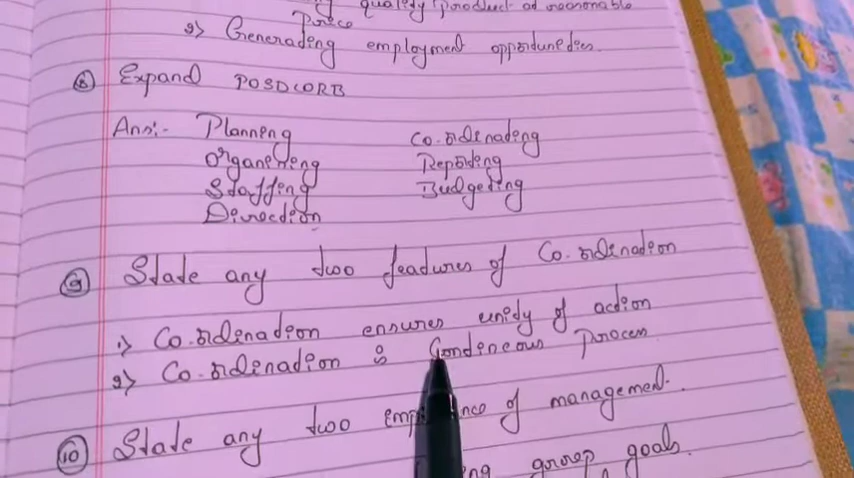 quality product at reasonable
Price
2) Generating employment opportunities.
8 Expand POSDCORB
Ans:- Planning
Organising
Staffing
Direction
Co-ordinating
Reporting
Budgeting
9 State any two features of Co-ordination
1) Co-ordination ensures unity of action
2) Co-ordination is Contineous Process
10 State any two of management.
group goals.